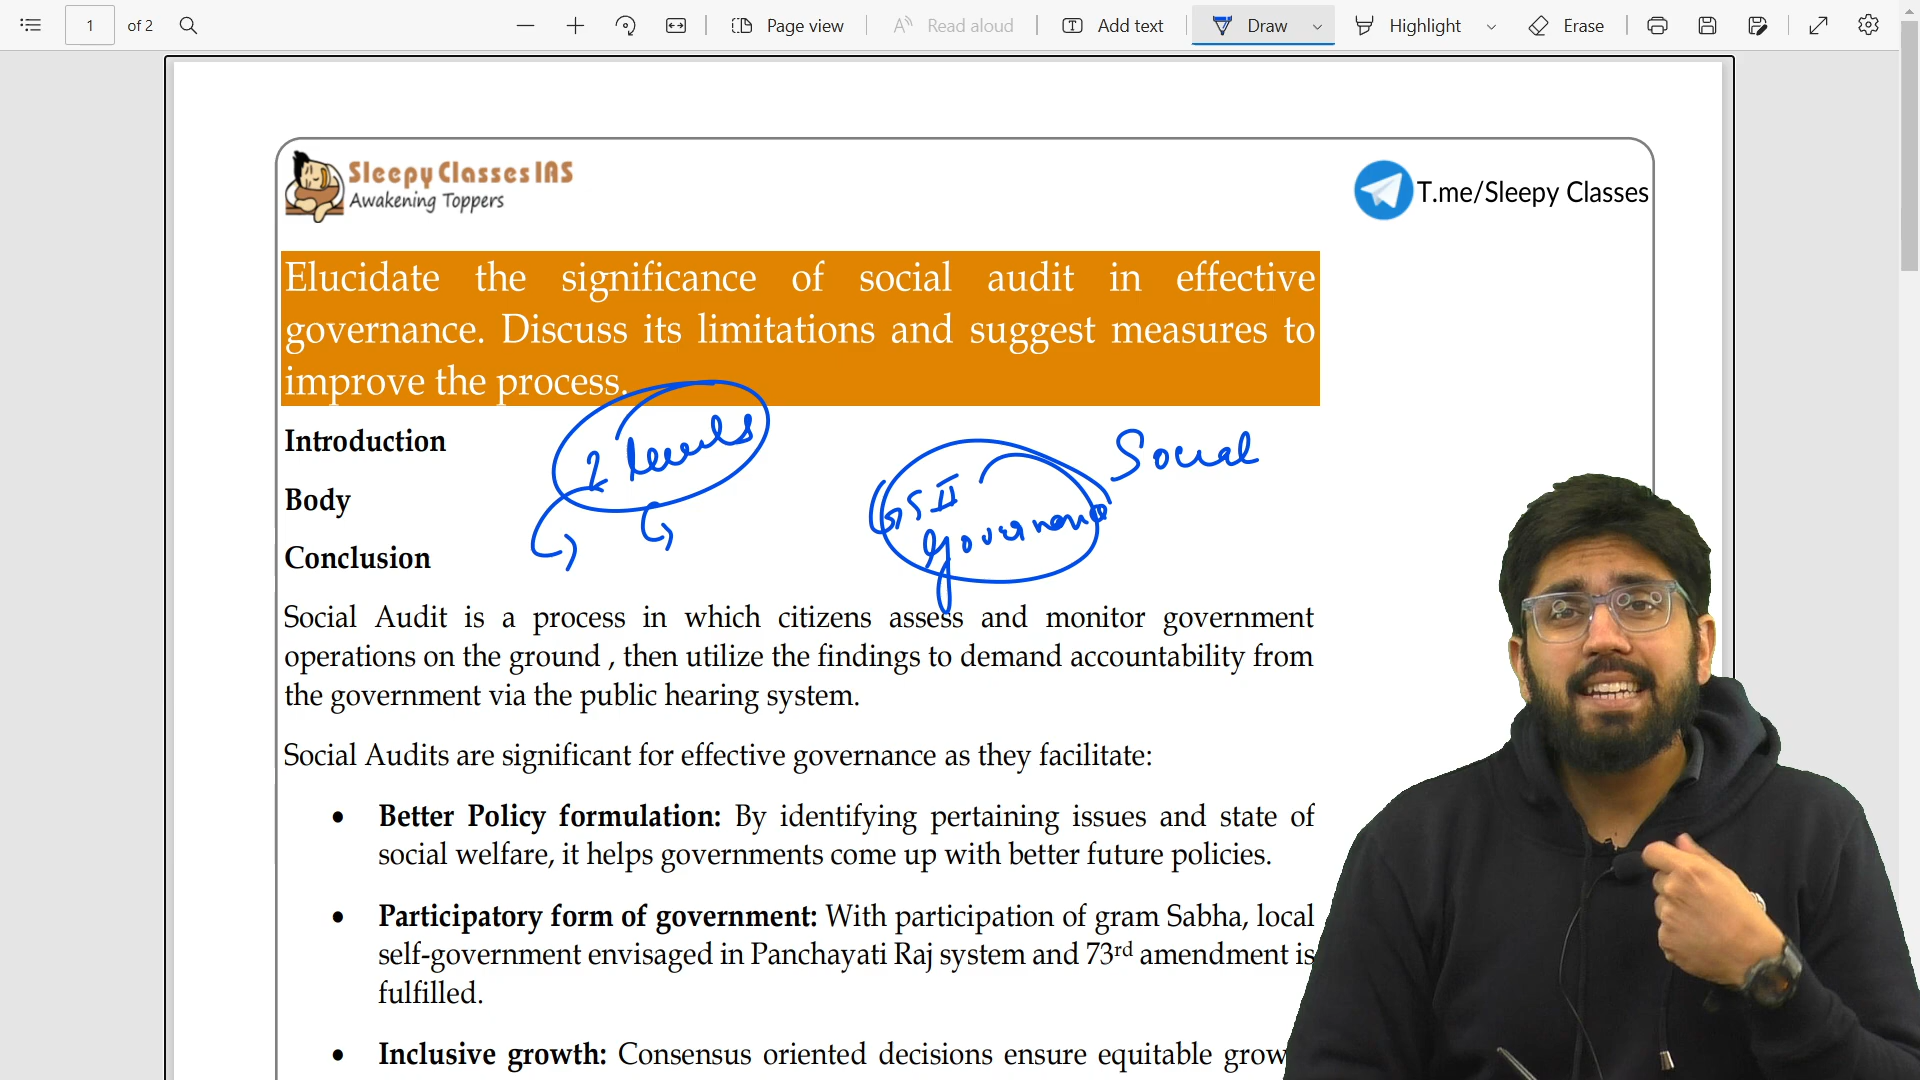 1 of 2 Page view Read aloud Add text Draw Highlight Erase
Sleepy Classes IAS
Awakening Toppers
T.me/Sleepy Classes
Elucidate the significance of social audit in effective
governance. Discuss its limitations and suggest measures to
improve the process.
Introduction
2 levels
Social
Body
GS II
Governance
Conclusion
Social Audit is a process in which citizens assess and monitor government
operations on the ground , then utilize the findings to demand accountability from
the government via the public hearing system.
Social Audits are significant for effective governance as they facilitate:
• Better Policy formulation: By identifying pertaining issues and state of
social welfare, it helps governments come up with better future policies.
• Participatory form of government: With participation of gram Sabha, local
self-government envisaged in Panchayati Raj system and 73rd amendment is
fulfilled.
• Inclusive growth: Consensus oriented decisions ensure equitable grow